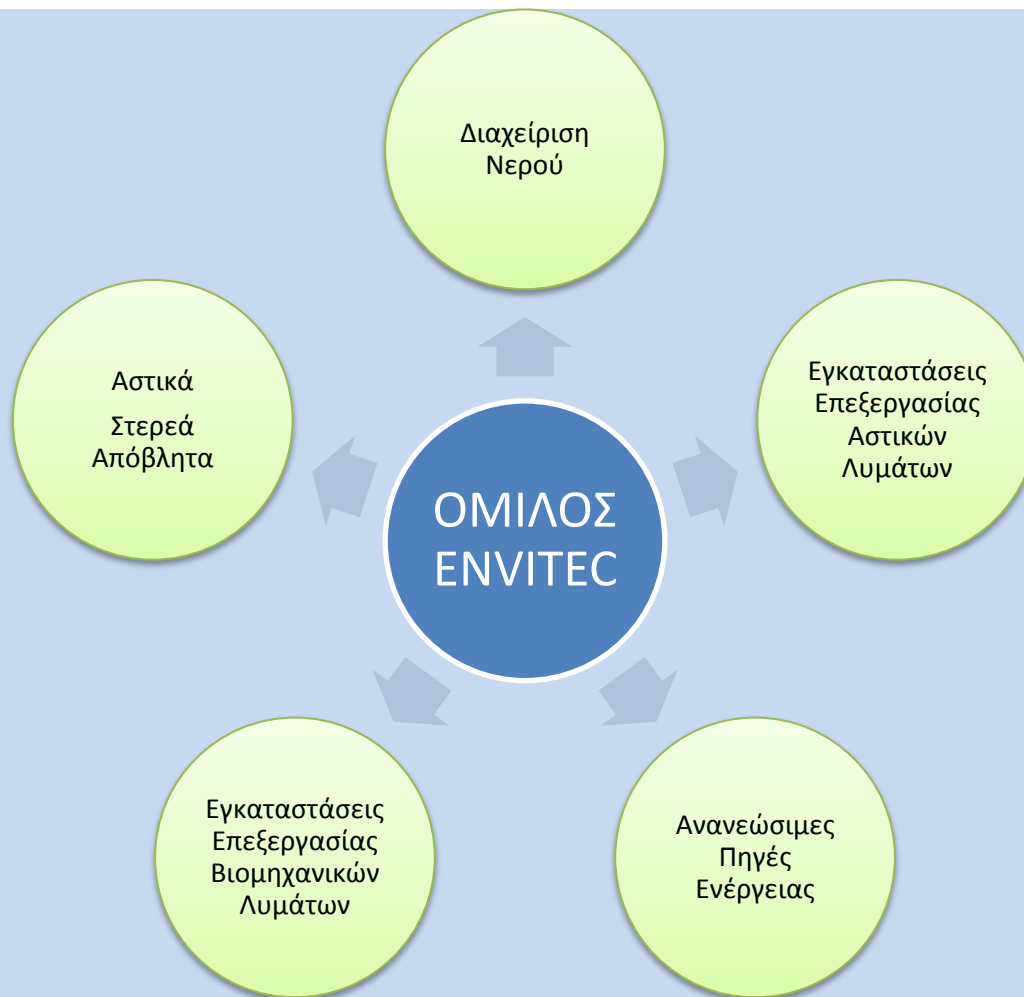 Διαχείριση
Νερού
Εγκαταστάσεις
Επεξεργασίας
Αστικών
Λυμάτων
Ανανεώσιμες
Πηγές
Ενέργειας
Εγκαταστάσεις
Επεξεργασίας
Βιομηχανικών
Λυμάτων
Αστικά
Στερεά
Απόβλητα
ΟΜΙΛΟΣ
ENVITEC